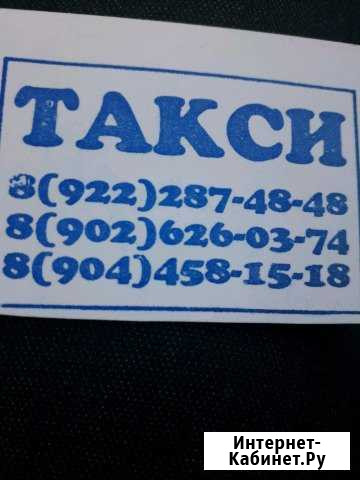 ТАКСИ
8(922)287-48-48
8(902)626-03-74
8(904)458-15-18
Интернет-
Кабинет.Ру